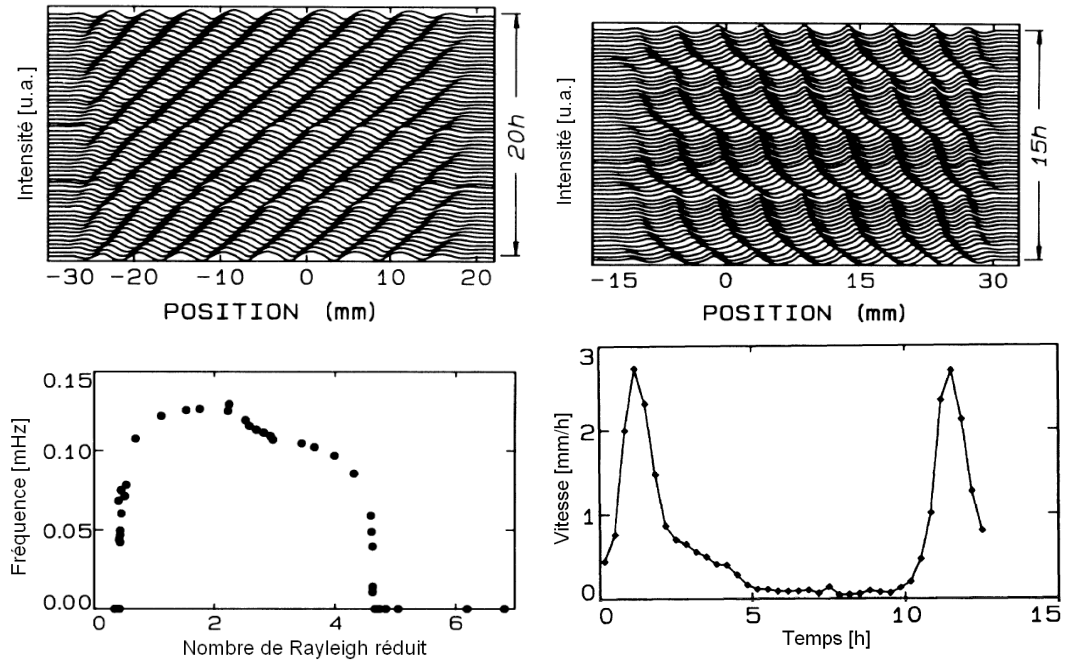 Intensité [u.a.]
20h
-30 -20 -10 0 10 20
POSITION (mm)
Intensité [u.a.]
15h
-15 0 15 30
POSITION (mm)
Fréquence [mHz]
0.15
0.10
0.05
0.00
0 2 4 6
Nombre de Rayleigh réduit
Vitesse [mm/h]
3
2
1
0
0 5 10 15
Temps [h]